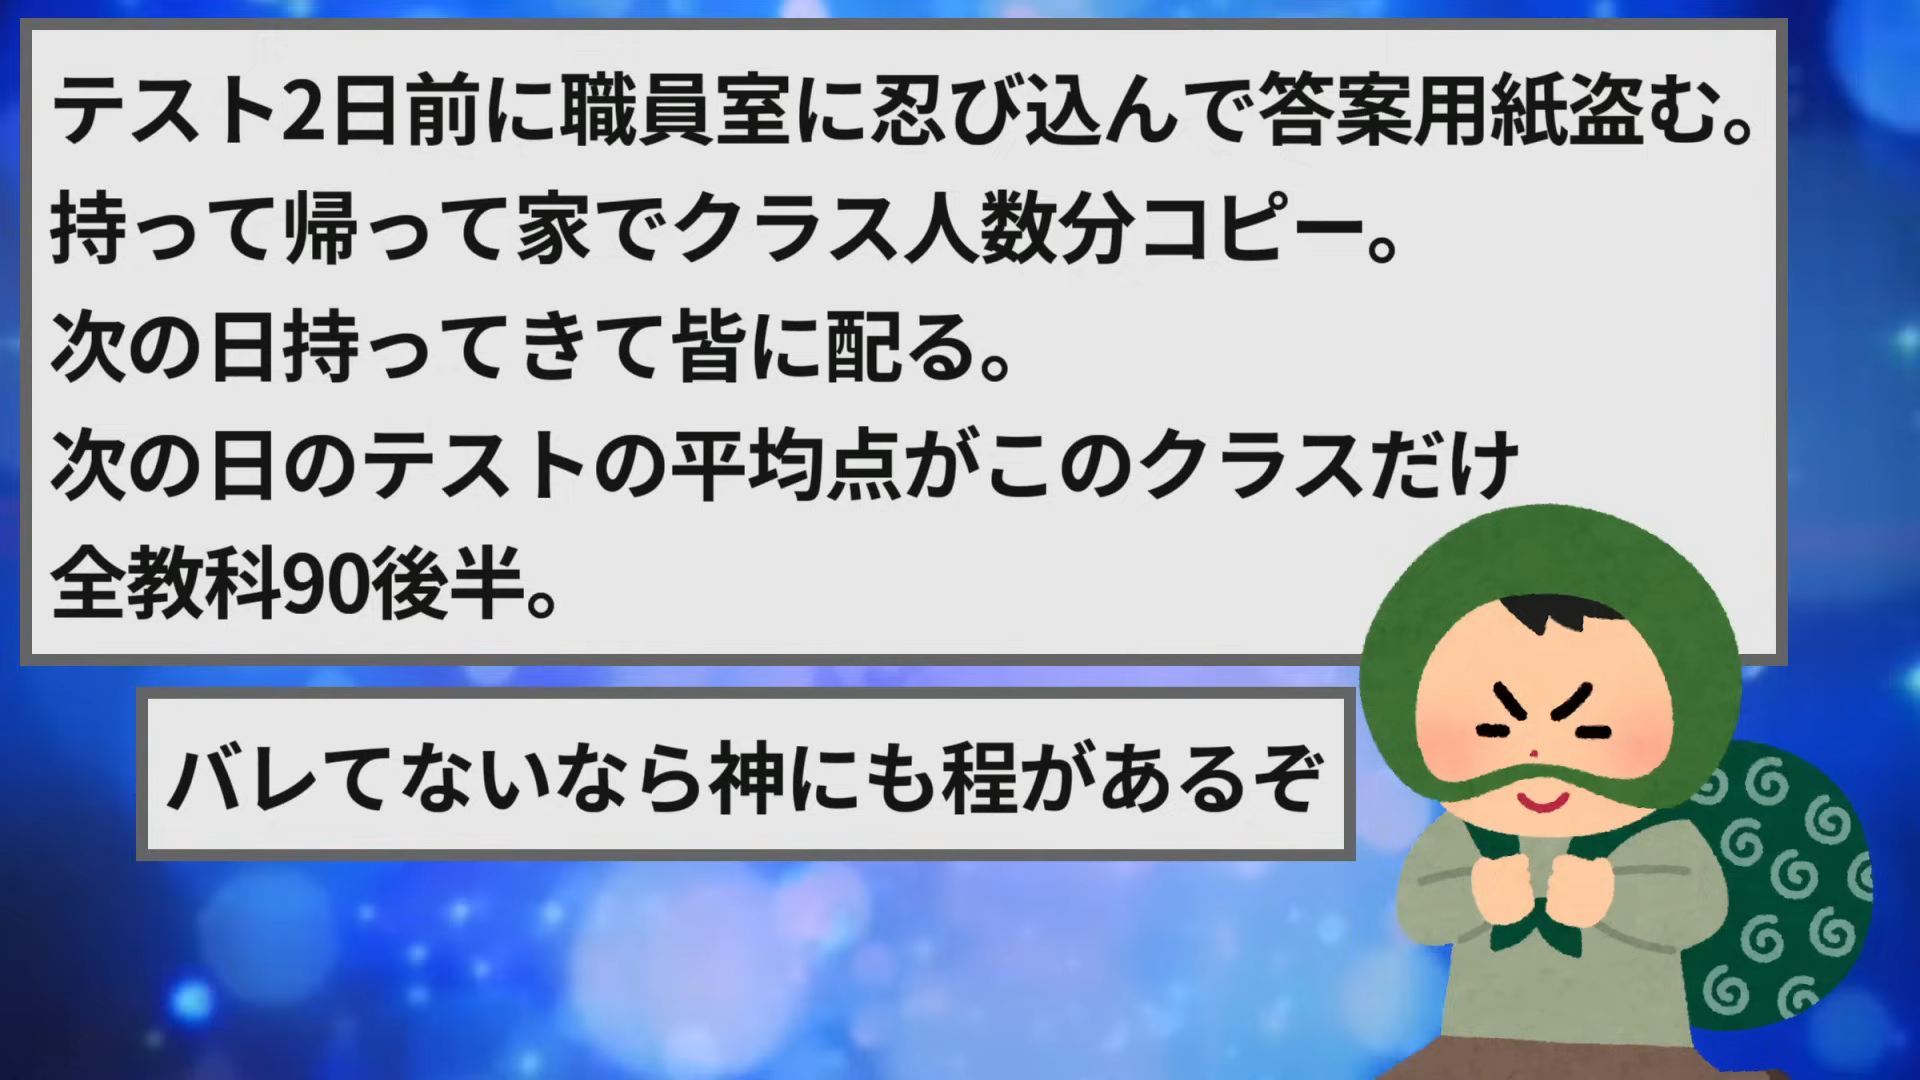 テスト2日前に職員室に忍び込んで答案用紙盗む。
持って帰って家でクラス人数分コピー。
次の日持ってきて皆に配る。
次の日のテストの平均点がこのクラスだけ
全教科90後半。
バレてないなら神にも程があるぞ